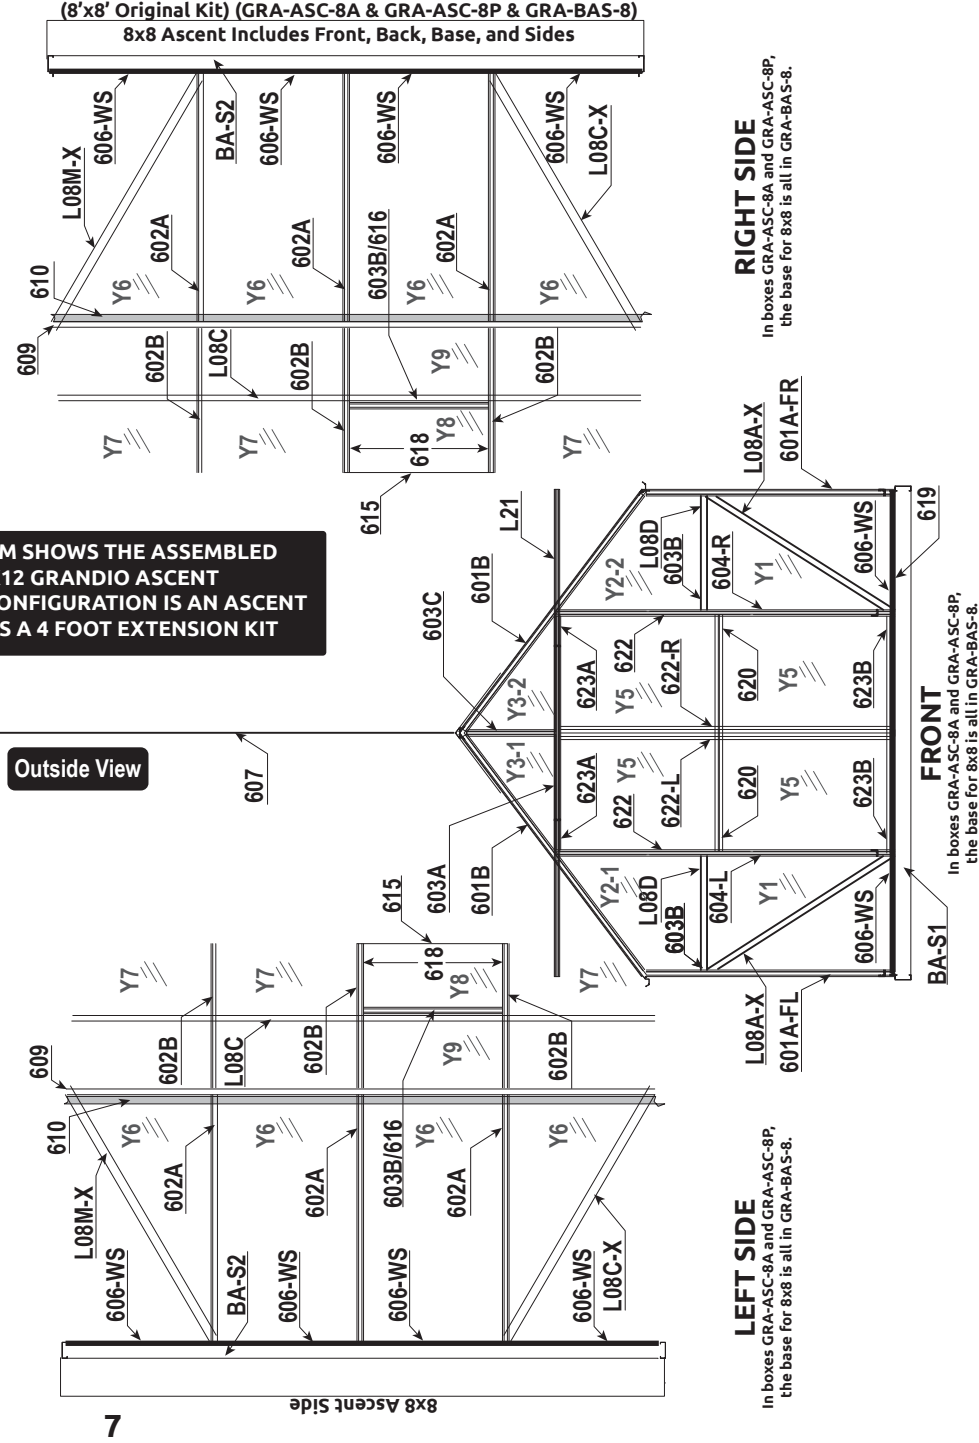 (8’x8’ Original Kit) (GRA-ASC-8A & GRA-ASC-8P & GRA-BAS-8)
8x8 Ascent Includes Front, Back, Base, and Sides
606-WS
BA-S2
606-WS
606-WS
606-WS
L08M-X
L08C-X
610
602A
602A
603B/616
602A
Y6
Y6
Y6
Y6
609
602B
L08C
602B
Y9
602B
Y7
Y7
618
Y8
Y7
615
RIGHT SIDE
In boxes GRA-ASC-8A and GRA-ASC-8P,
the base for 8x8 is all in GRA-BAS-8.
M SHOWS THE ASSEMBLED
12 GRANDIO ASCENT
ONFIGURATION IS AN ASCENT
S A 4 FOOT EXTENSION KIT
Outside View
607
603C
601B
L21
Y3-1
Y3-2
603A
601B
623A
623A
Y2-1
Y2-2
622
622
Y5
Y5
622-L
622-R
L08D
603B
L08D
603B
604-L
604-R
620
620
Y1
Y1
Y5
Y5
623B
623B
606-WS
606-WS
L08A-X
601A-FL
L08A-X
601A-FR
BA-S1
619
FRONT
In boxes GRA-ASC-8A and GRA-ASC-8P,
the base for 8x8 is all in GRA-BAS-8.
615
Y7
Y7
618
Y8
Y7
602B
L08C
602B
Y9
602B
609
610
Y6
Y6
Y6
Y6
L08M-X
602A
602A
603B/616
602A
606-WS
BA-S2
606-WS
606-WS
606-WS
L08C-X
8x8 Ascent Side
LEFT SIDE
In boxes GRA-ASC-8A and GRA-ASC-8P,
the base for 8x8 is all in GRA-BAS-8.
7